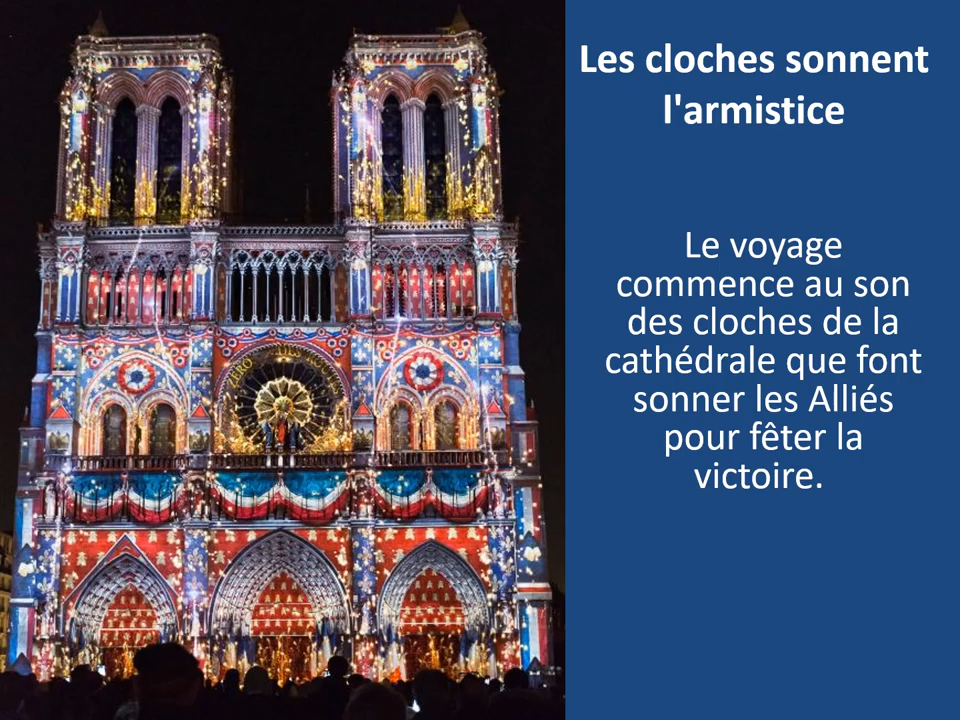 Les cloches sonnent
l'armistice
Le voyage
commence au son
des cloches de la
cathédrale que font
sonner les Alliés
pour fêter la
victoire.